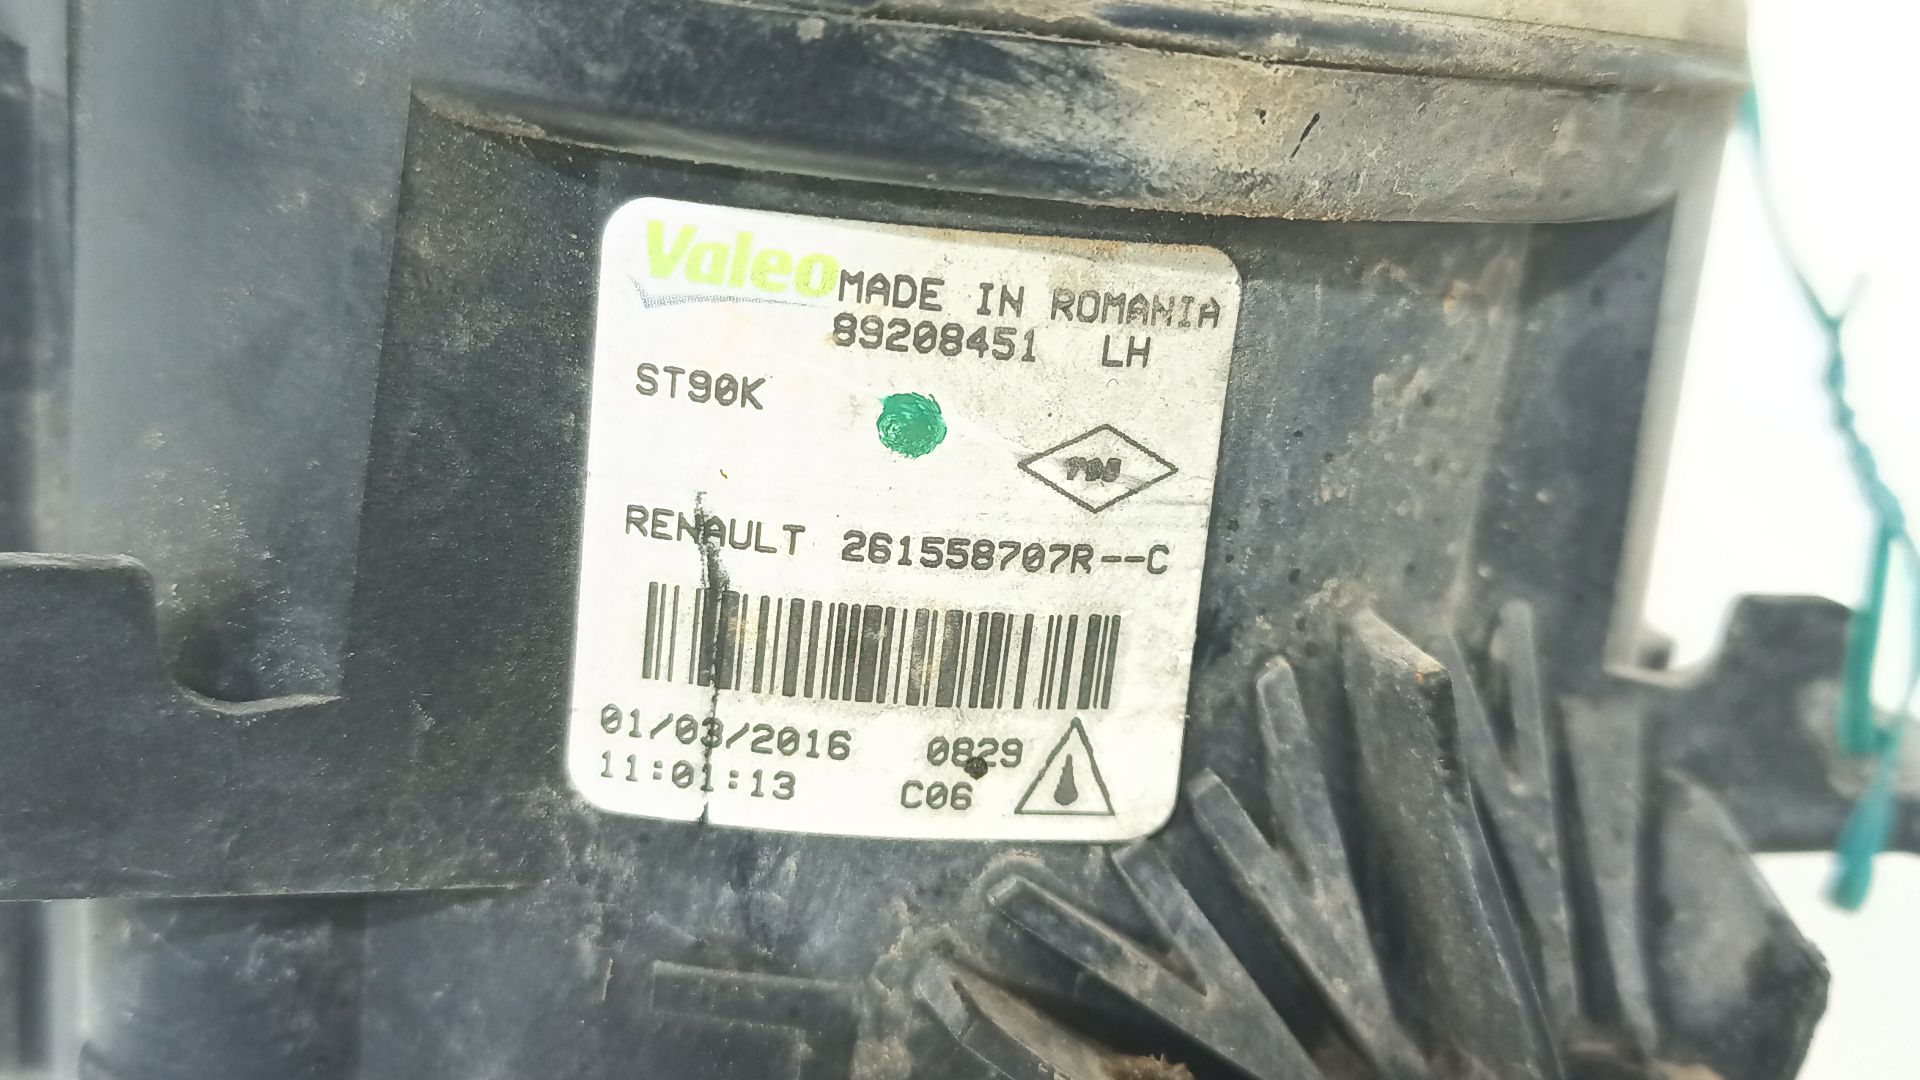 Valeo MADE IN ROMANIA
89208451 LH
ST90K
RENAULT 261558707R--C
01/03/2016 0829
11:01:13 C06